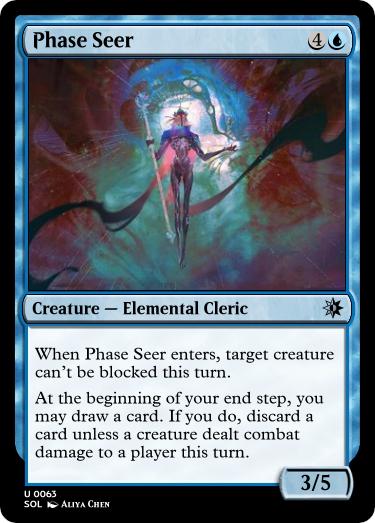 Phase Seer 4
Creature — Elemental Cleric
When Phase Seer enters, target creature
can't be blocked this turn.
At the beginning of your end step, you
may draw a card. If you do, discard a
card unless a creature dealt combat
damage to a player this turn.
3/5
U 0063
SOL Aliya Chen